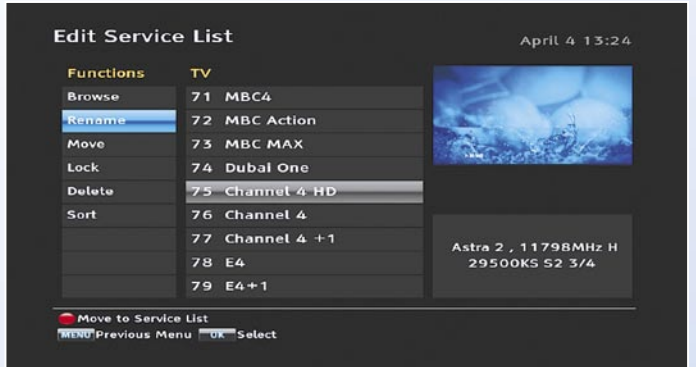 Edit Service List
April 4 13:24
Functions
TV
Browse
Rename
Move
Lock
Delete
Sort
71 MBC4
72 MBC Action
73 MBC MAX
74 Dubai One
75 Channel 4 HD
76 Channel 4
77 Channel 4 +1
78 E4
79 E4+1
Astra 2 , 11798MHz H
29500KS S2 3/4
Move to Service List
MENU Previous Menu OK Select